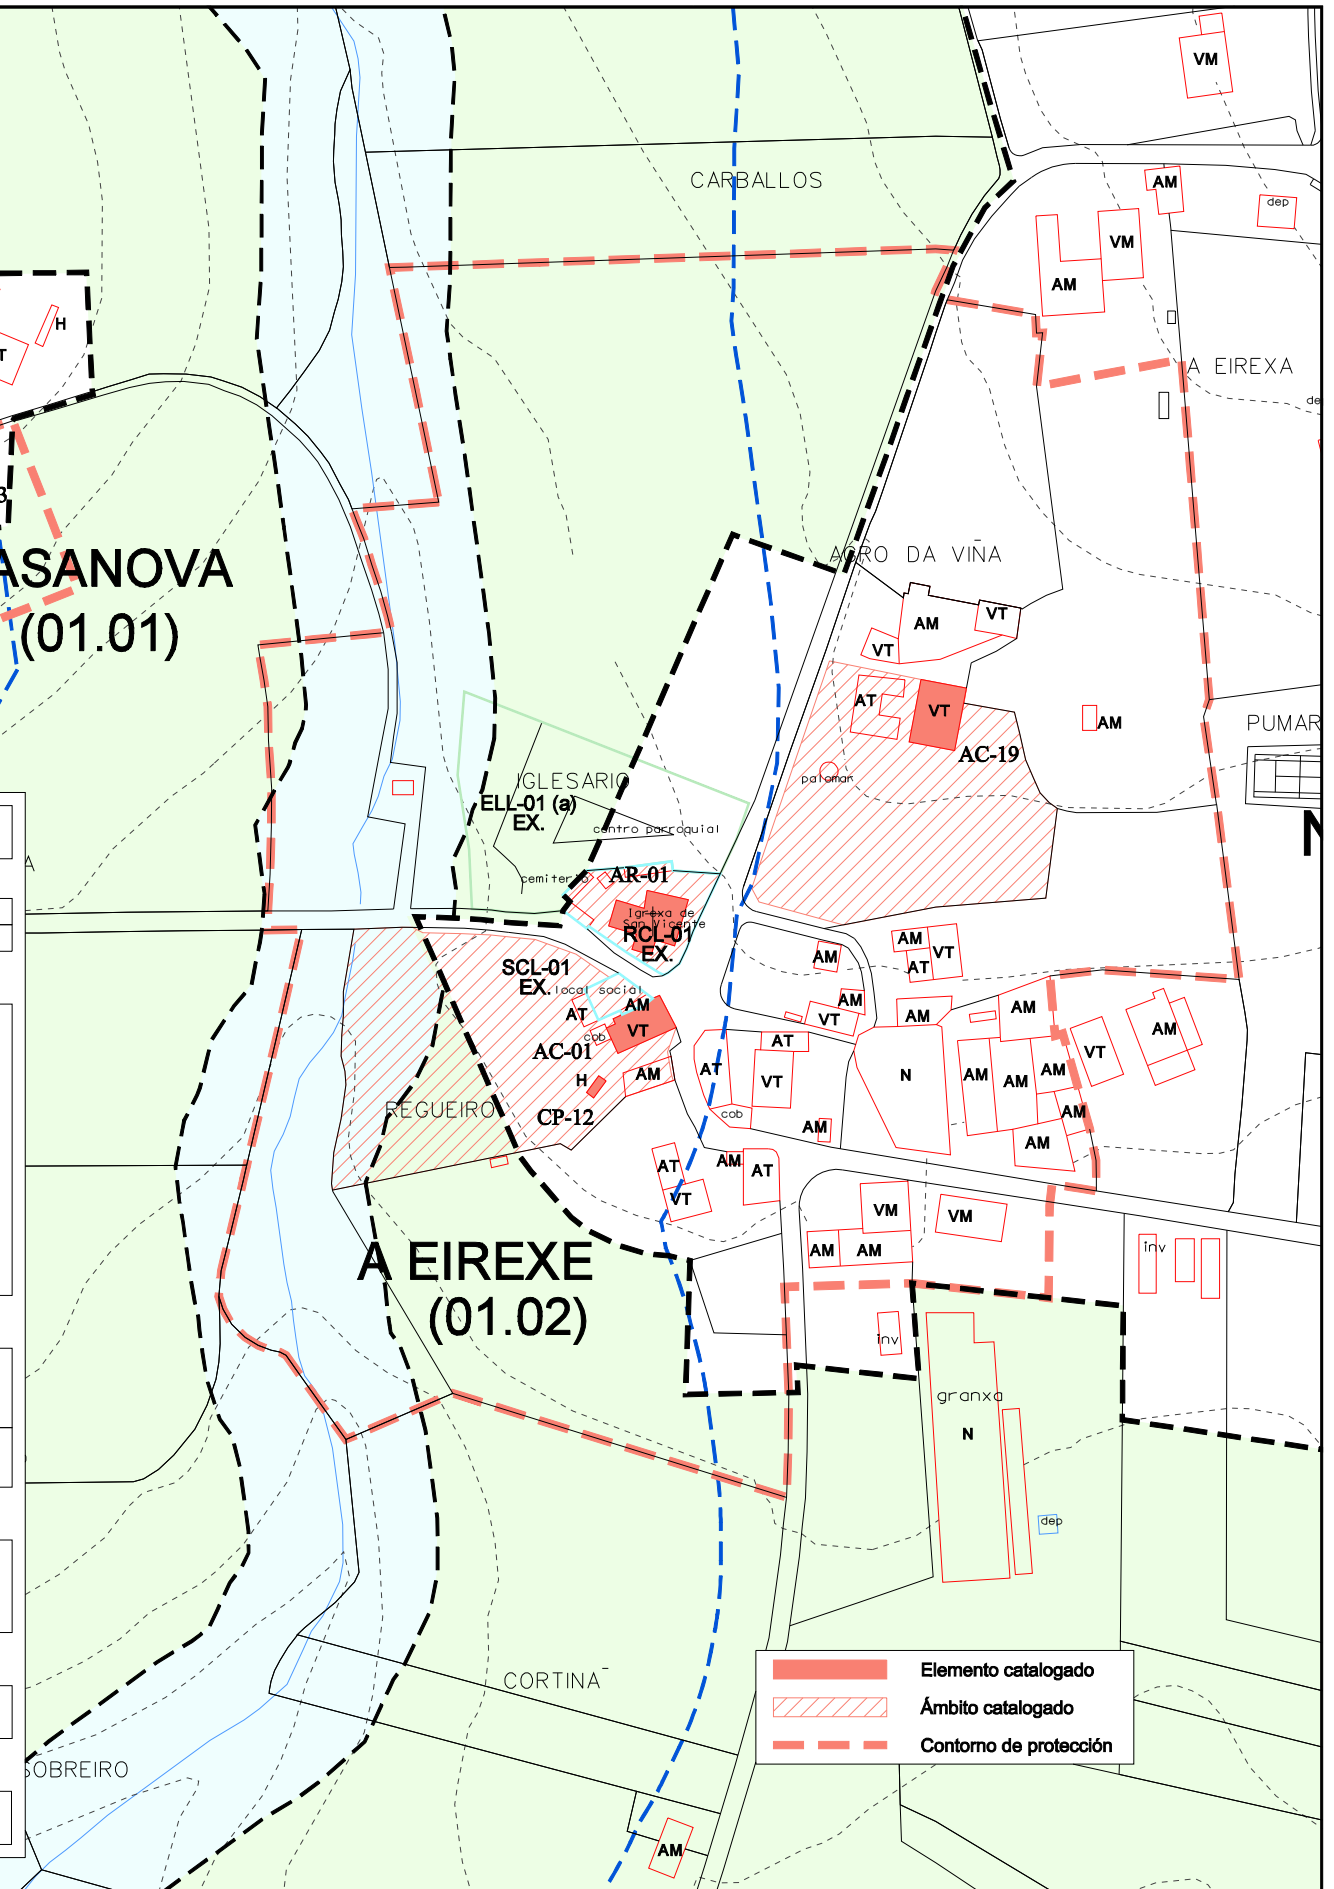 VM
CARBALLOS
AM
dep
VM
AM
H
A EIREXA
ASANOVA
(01.01)
AGRO DA VIÑA
AM
VT
VT
AT
VT
AM
PUMAR
AC-19
palomar
IGLESARIO
ELL-01 (a)
EX.
centro parroquial
cemiterio
AR-01
Igrexa de
San Vicente
RCL-01
EX.
SCL-01
EX.
local social
AM
AT
VT
cob
AC-01
AM
H
CP-12
REGUEIRO
AM
VT
AT
AM
AM
VT
AM
AM
AT
AT
VT
cob
AM
N
AM
AM
AM
AM
AM
VT
AM
AT
VT
AM
AT
VM
VM
AM
AM
inv
A EIREXE
(01.02)
inv
granxa
N
dep
CORTINA
SOBREIRO
AM
Elemento catalogado
Ámbito catalogado
Contorno de protección